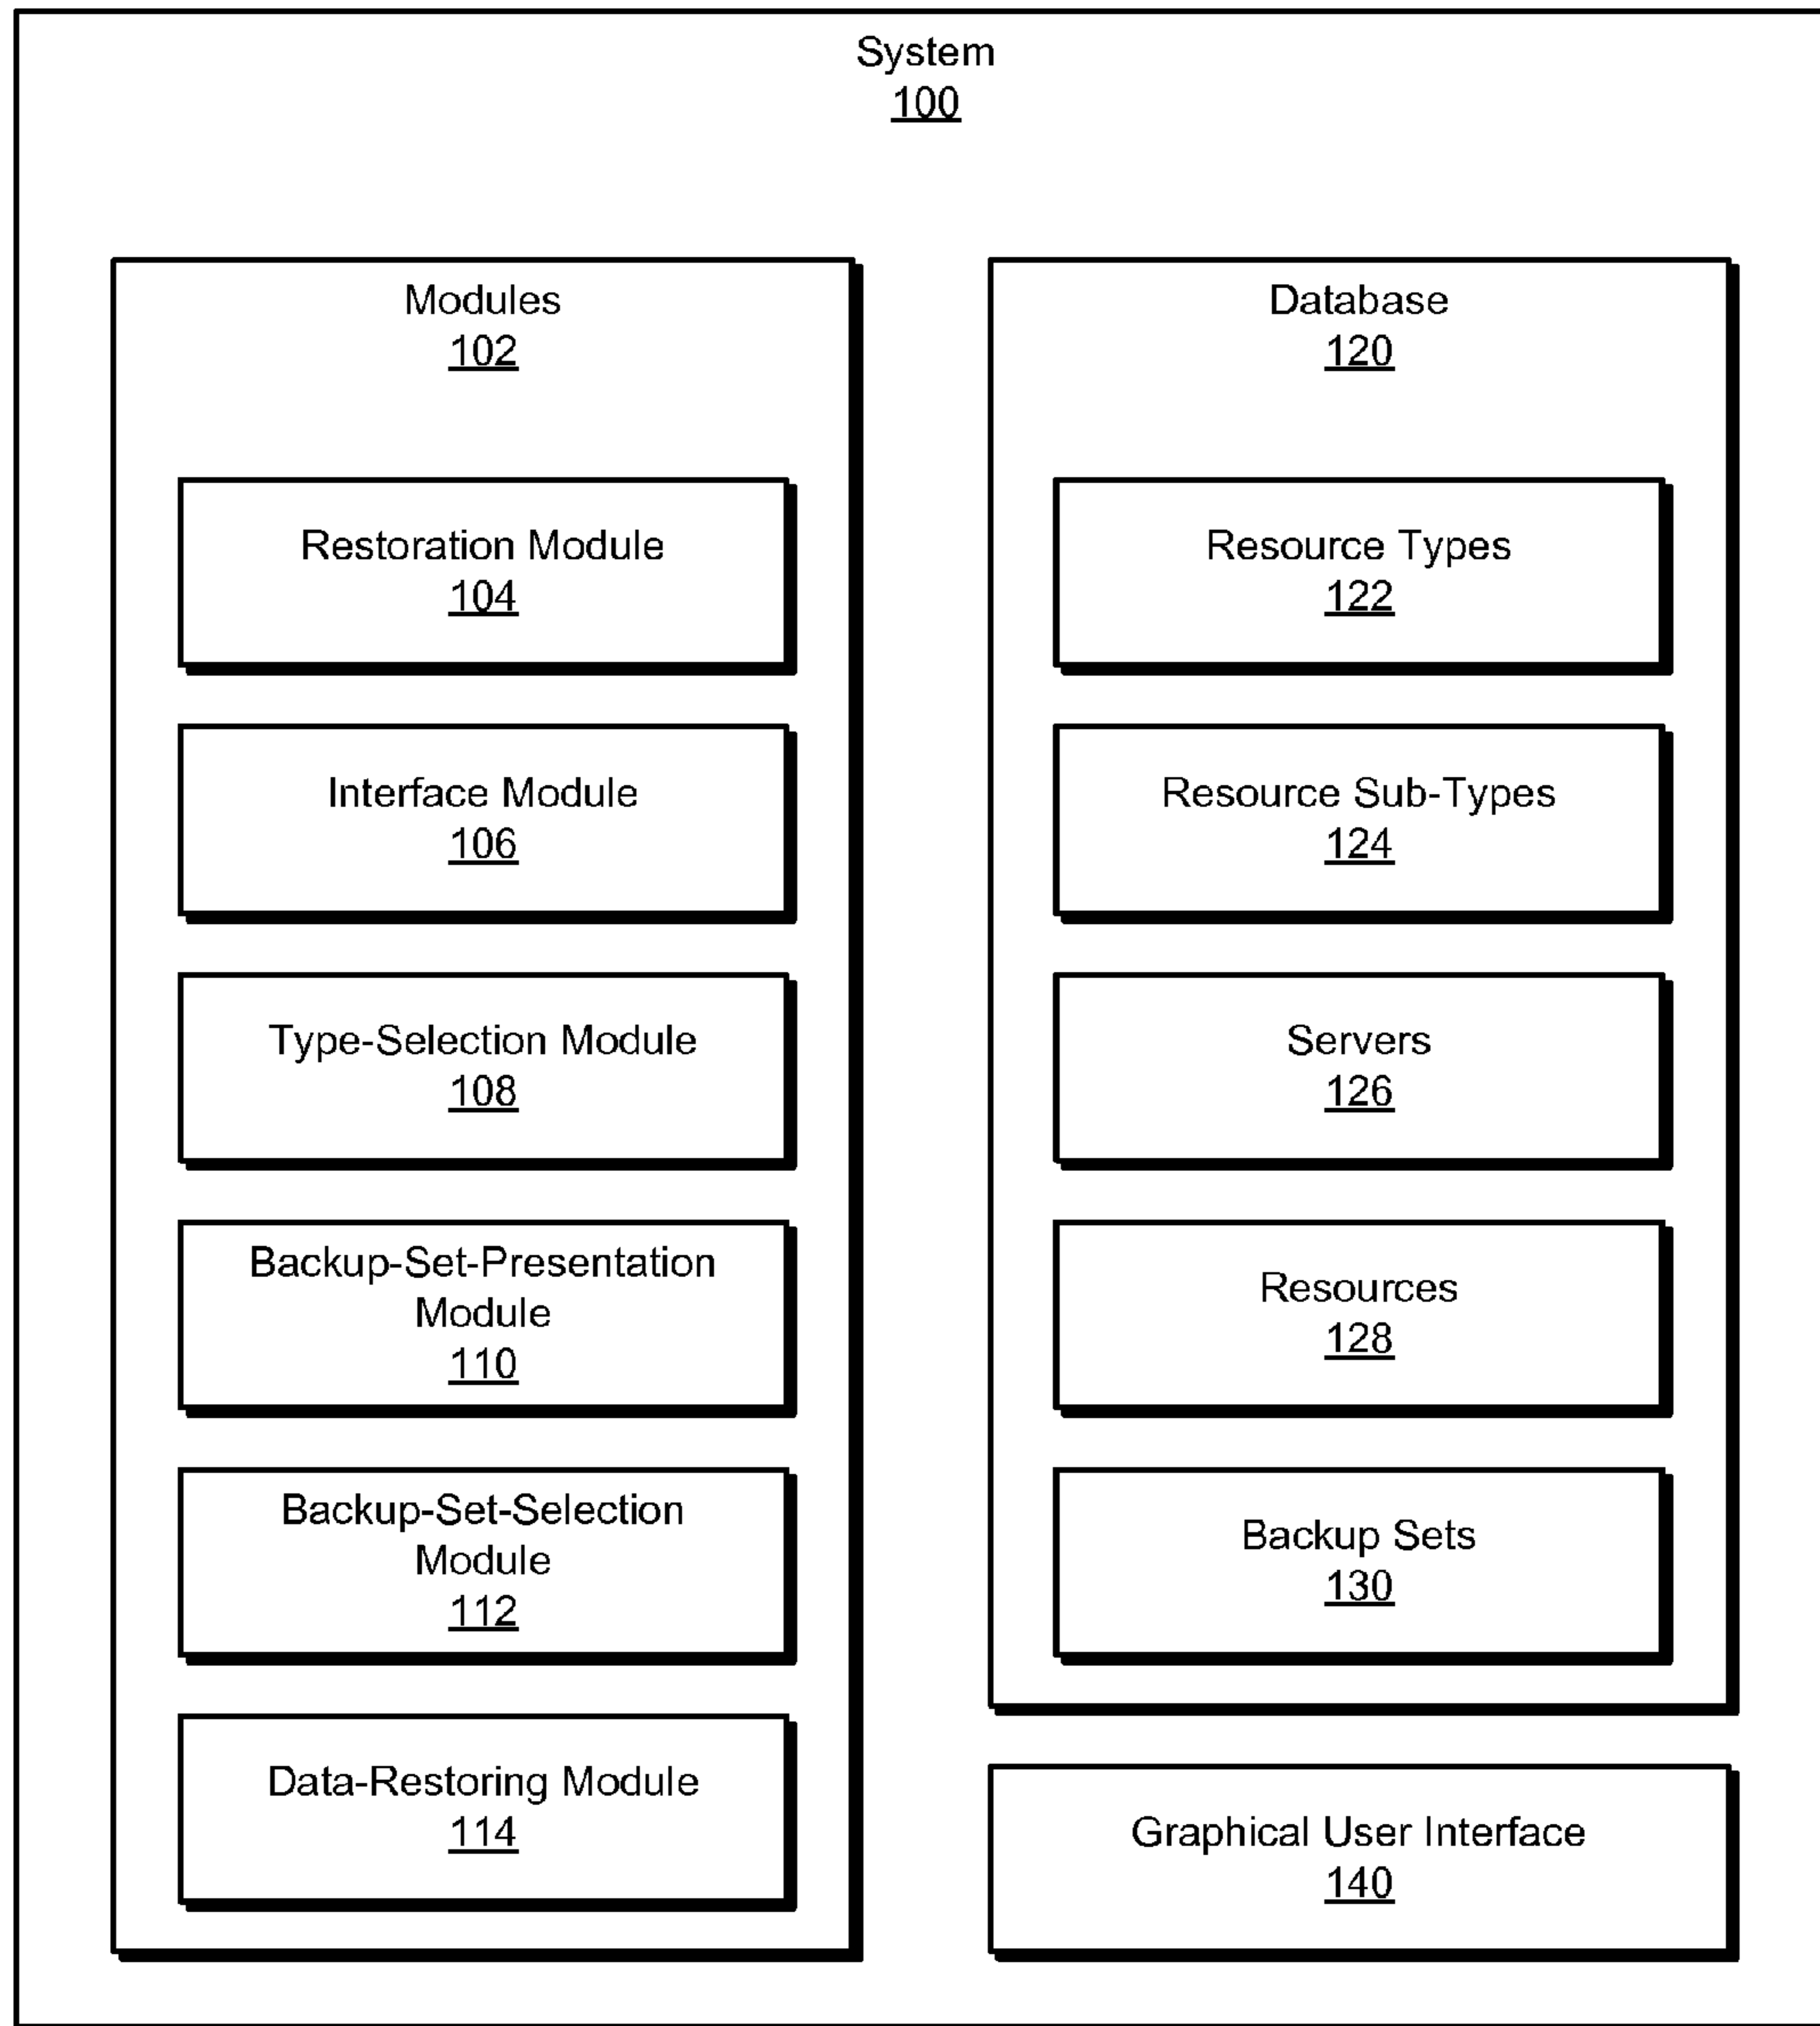 System
100
Modules
102
Restoration Module
104
Interface Module
106
Type-Selection Module
108
Backup-Set-Presentation
Module
110
Backup-Set-Selection
Module
112
Data-Restoring Module
114
Database
120
Resource Types
122
Resource Sub-Types
124
Servers
126
Resources
128
Backup Sets
130
Graphical User Interface
140